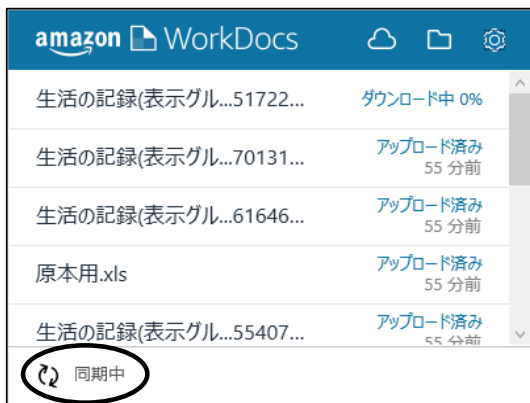 amazon WorkDocs
生活の記録(表示グル...51722...
ダウンロード中 0%
生活の記録(表示グル...70131...
アップロード済み
55 分前
生活の記録(表示グル...61646...
アップロード済み
55 分前
原本用.xls
アップロード済み
55 分前
生活の記録(表示グル...55407...
アップロード済み
55 分前
同期中